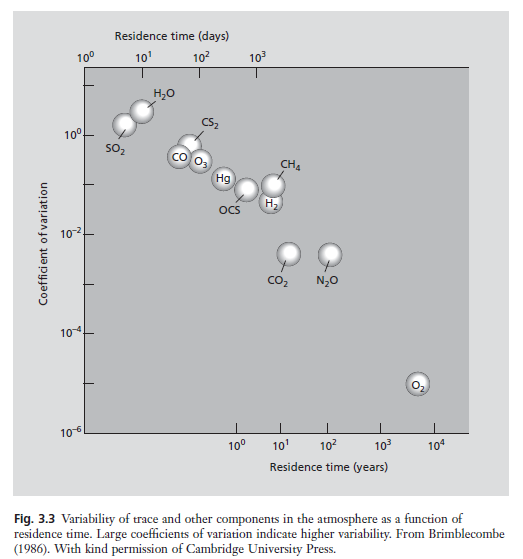 Residence time (days)
10⁰ 10¹ 10² 10³
H₂O
CS₂
10⁰
SO₂
CO O₃
CH₄
Hg
OCS
H₂
Coefficient of variation
10⁻²
CO₂ N₂O
10⁻⁴
O₂
10⁻⁶
10⁰ 10¹ 10² 10³ 10⁴
Residence time (years)
Fig. 3.3 Variability of trace and other components in the atmosphere as a function of
residence time. Large coefficients of variation indicate higher variability. From Brimblecombe
(1986). With kind permission of Cambridge University Press.